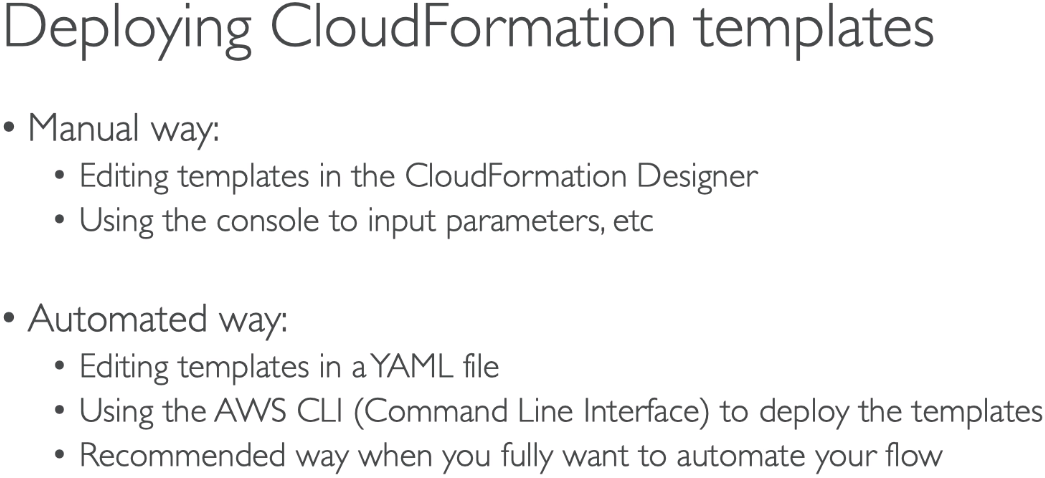 Deploying CloudFormation templates
• Manual way:
• Editing templates in the CloudFormation Designer
• Using the console to input parameters, etc
• Automated way:
• Editing templates in a YAML file
• Using the AWS CLI (Command Line Interface) to deploy the templates
• Recommended way when you fully want to automate your flow